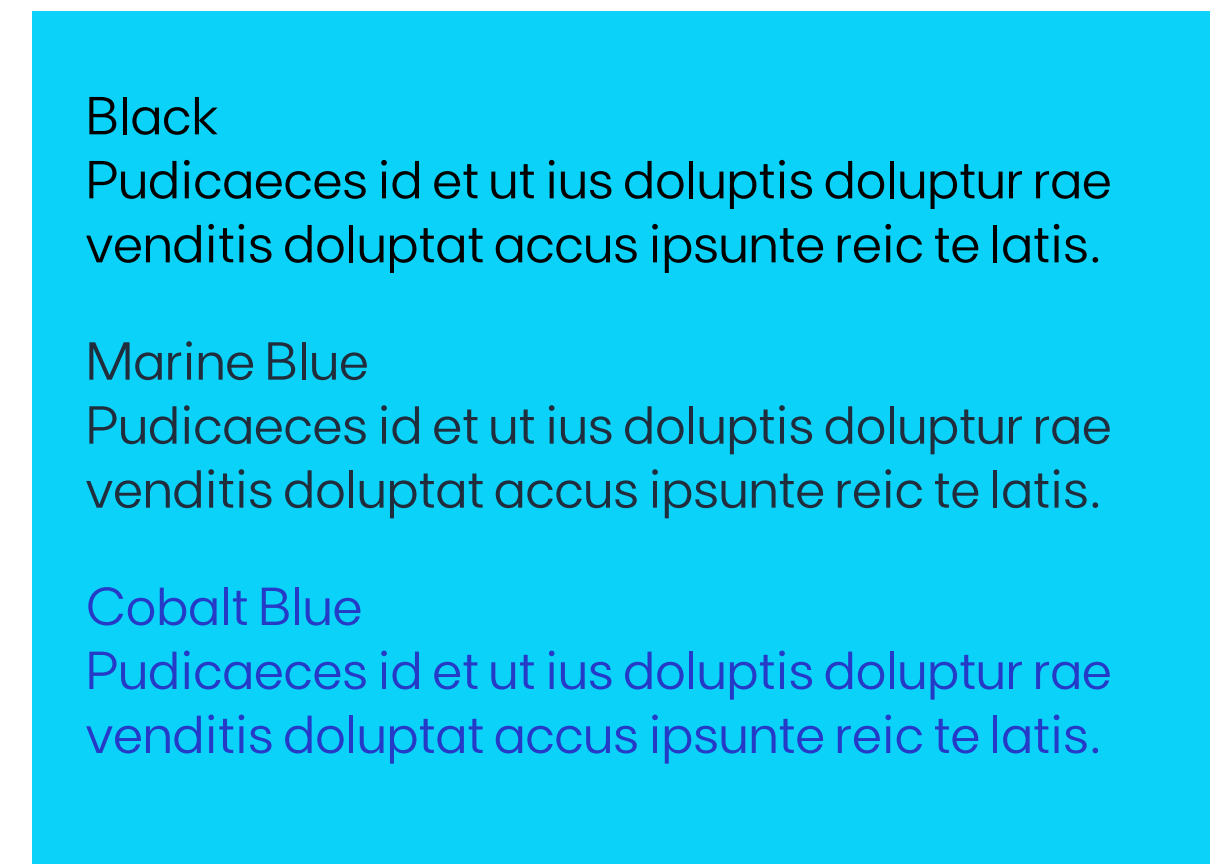 Black
Pudicaeces id et ut ius doluptis doluptur rae
venditis doluptat accus ipsunte reic te latis.
Marine Blue
Pudicaeces id et ut ius doluptis doluptur rae
venditis doluptat accus ipsunte reic te latis.
Cobalt Blue
Pudicaeces id et ut ius doluptis doluptur rae
venditis doluptat accus ipsunte reic te latis.